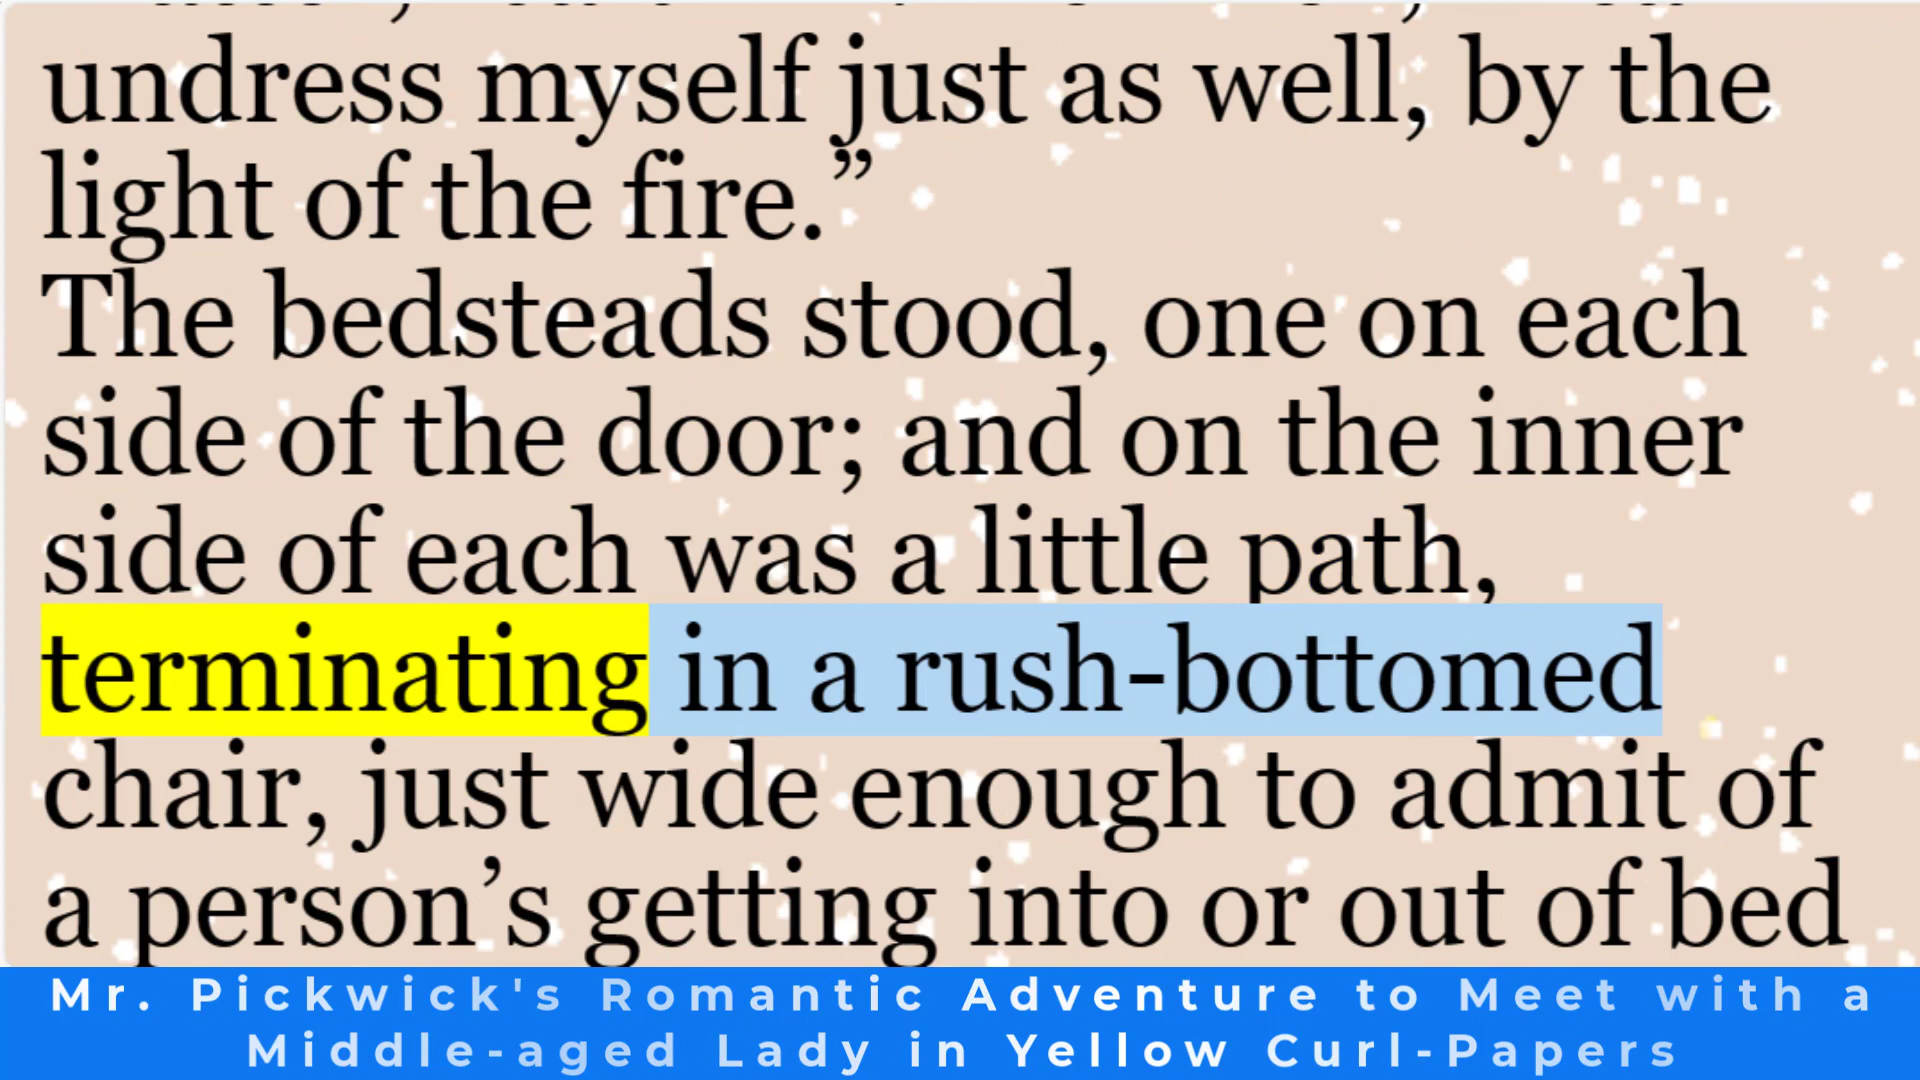 undress myself just as well, by the
light of the fire.”
The bedsteads stood, one on each
side of the door; and on the inner
side of each was a little path,
terminating in a rush-bottomed
chair, just wide enough to admit of
a person’s getting into or out of bed
Mr. Pickwick's Romantic Adventure to Meet with a
Middle-aged Lady in Yellow Curl-Papers